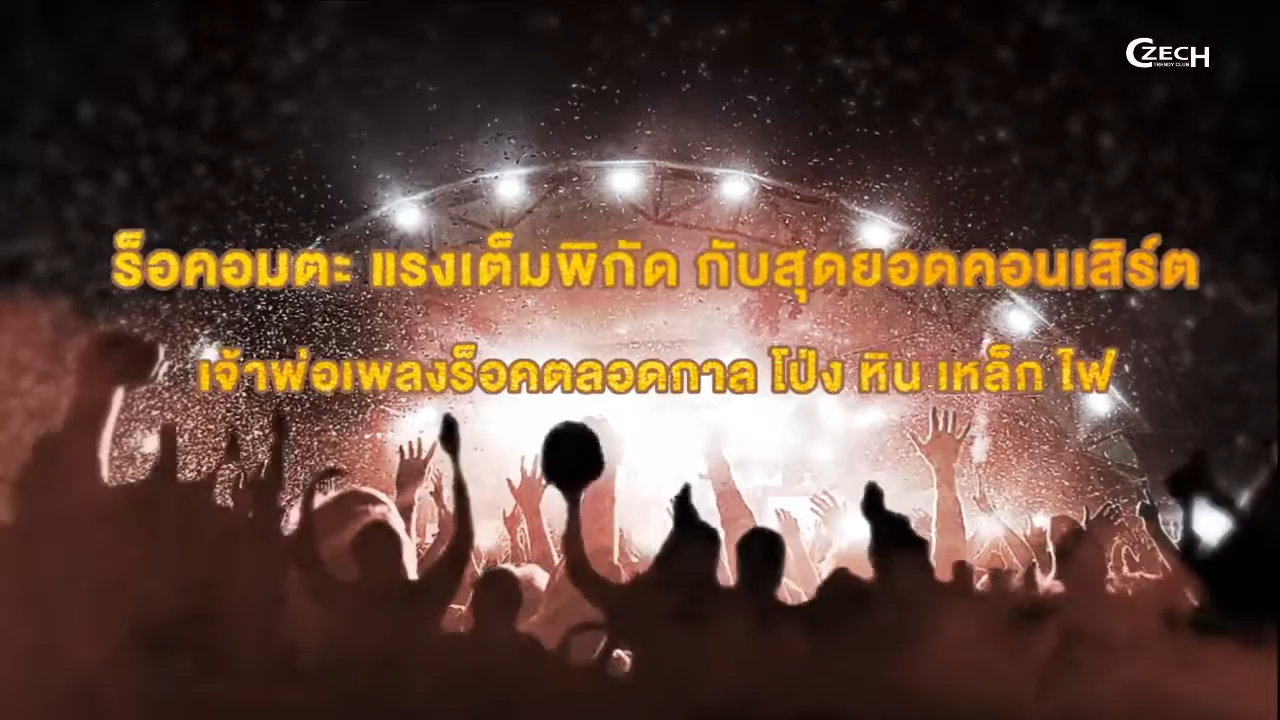 CZECH
TRENDY CLUB
ร็อคอมตะ แรงเต็มพิกัด กับสุดยอดคอนเสิร์ต
เจ้าพ่อเพลงร็อคตลอดกาล โป่ง หิน เหล็ก ไฟ